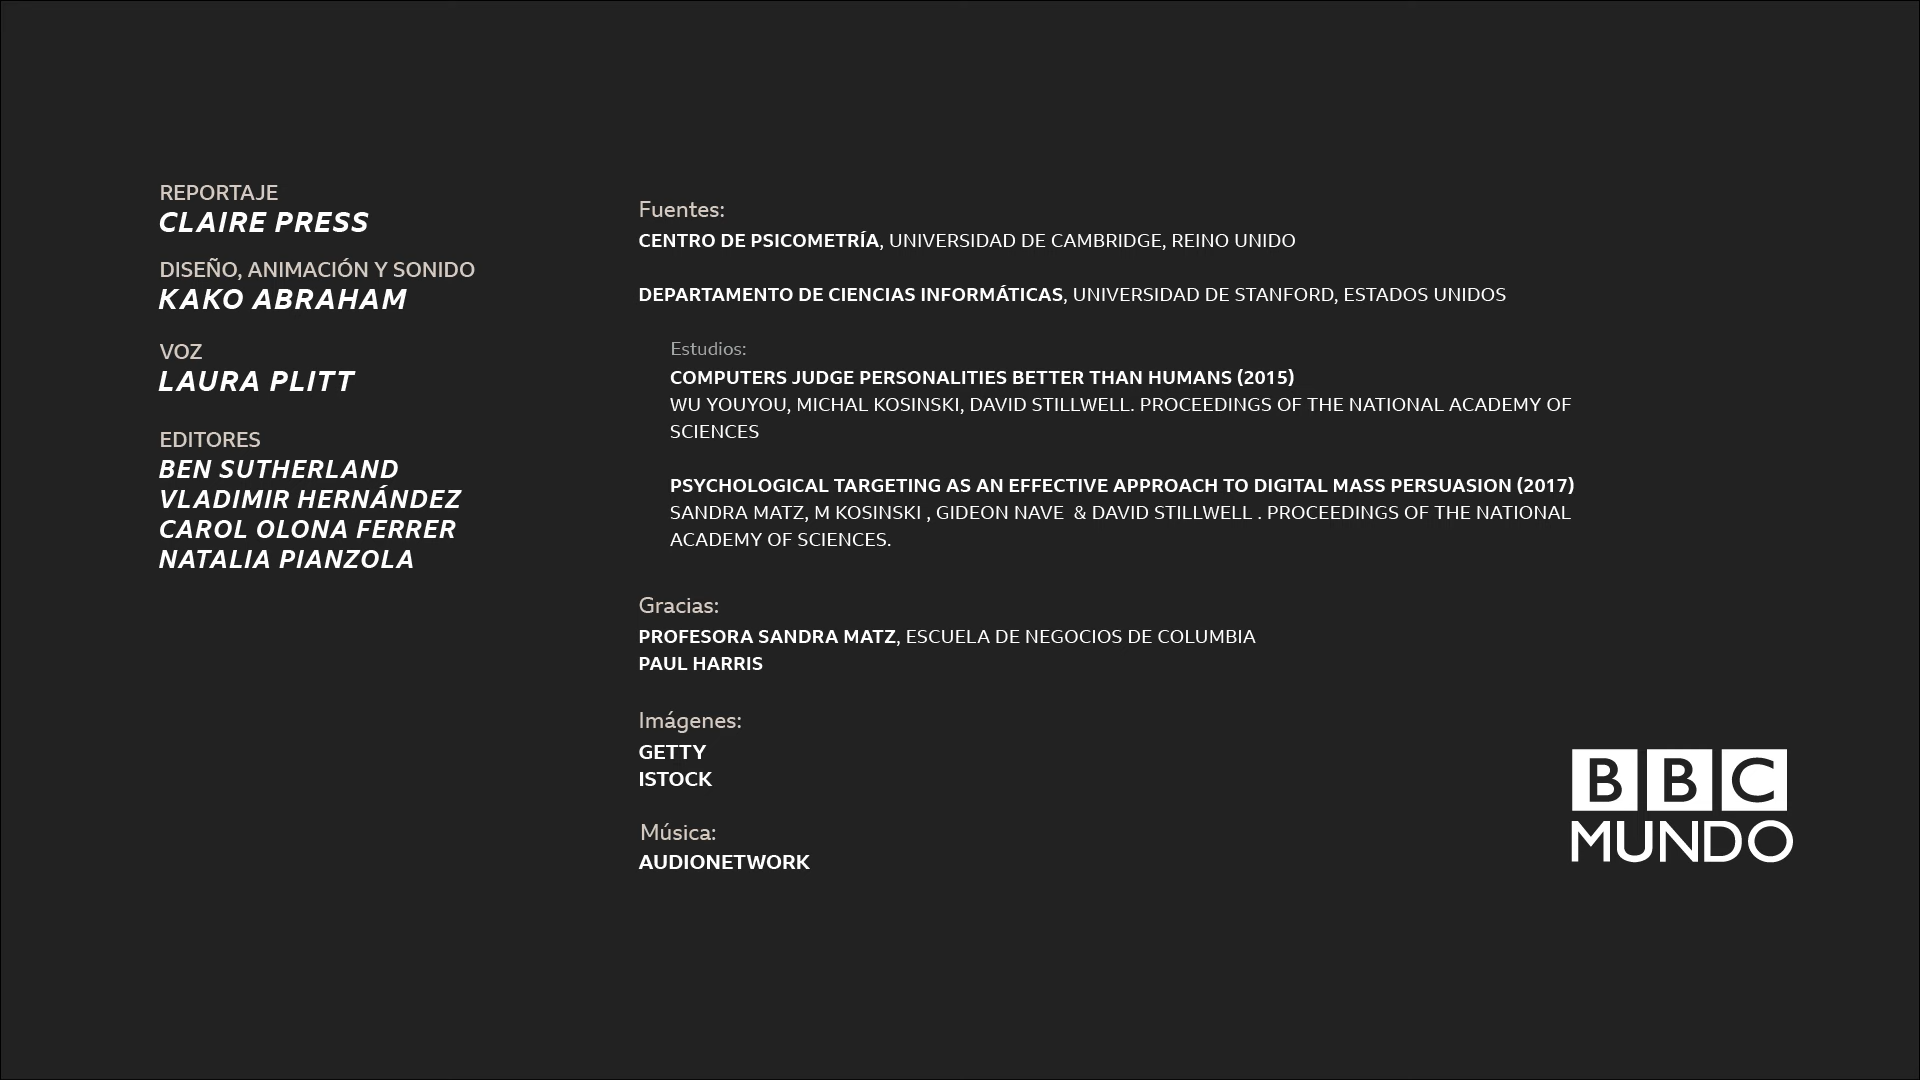 REPORTAJE
CLAIRE PRESS
DISEÑO, ANIMACIÓN Y SONIDO
KAKO ABRAHAM
VOZ
LAURA PLITT
EDITORES
BEN SUTHERLAND
VLADIMIR HERNÁNDEZ
CAROL OLONA FERRER
NATALIA PIANZOLA
Fuentes:
CENTRO DE PSICOMETRÍA, UNIVERSIDAD DE CAMBRIDGE, REINO UNIDO
DEPARTAMENTO DE CIENCIAS INFORMÁTICAS, UNIVERSIDAD DE STANFORD, ESTADOS UNIDOS
Estudios:
COMPUTERS JUDGE PERSONALITIES BETTER THAN HUMANS (2015)
WU YOUYOU, MICHAL KOSINSKI, DAVID STILLWELL. PROCEEDINGS OF THE NATIONAL ACADEMY OF
SCIENCES
PSYCHOLOGICAL TARGETING AS AN EFFECTIVE APPROACH TO DIGITAL MASS PERSUASION (2017)
SANDRA MATZ, M KOSINSKI , GIDEON NAVE  & DAVID STILLWELL . PROCEEDINGS OF THE NATIONAL
ACADEMY OF SCIENCES.
Gracias:
PROFESORA SANDRA MATZ, ESCUELA DE NEGOCIOS DE COLUMBIA
PAUL HARRIS
Imágenes:
GETTY
ISTOCK
Música:
AUDIONETWORK
BBC
MUNDO